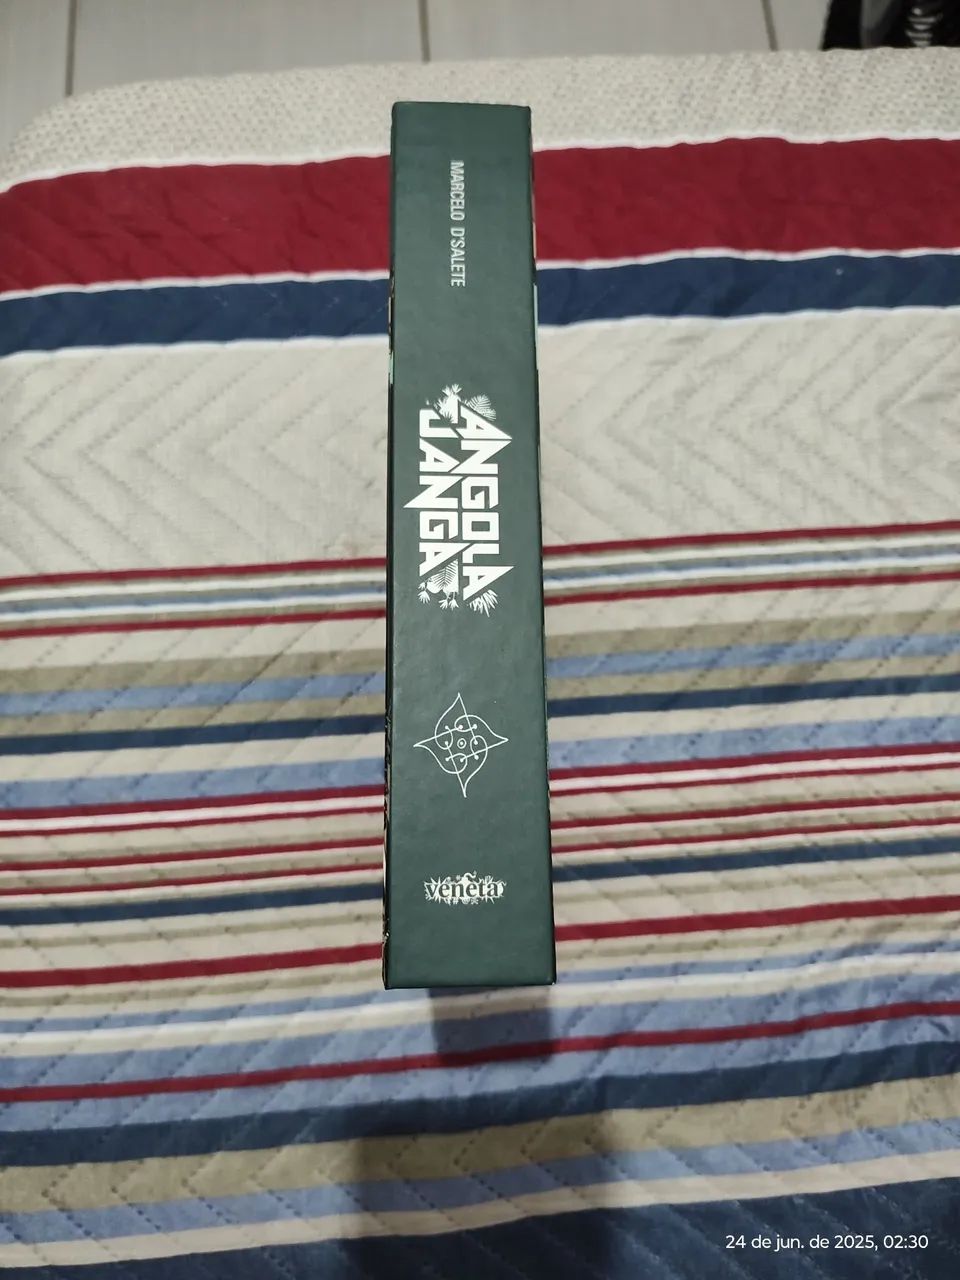 MARCELO D'SALETE
ANGOLA
JANGA
veneta
24 de jun. de 2025, 02:30